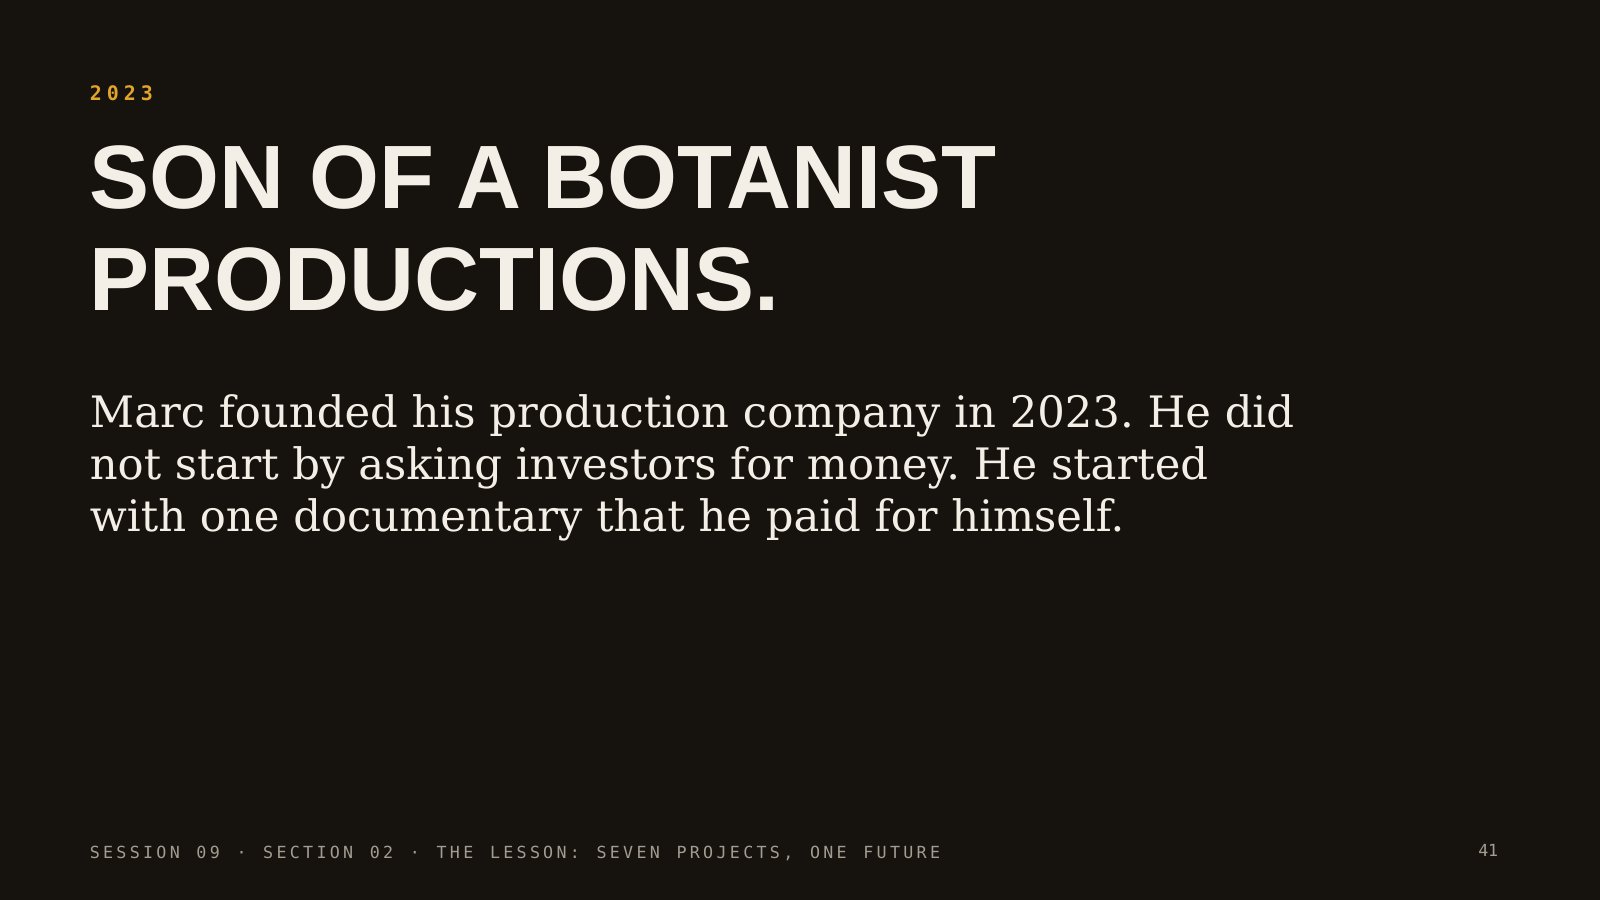 2023
SON OF A BOTANIST
PRODUCTIONS.
Marc founded his production company in 2023. He did
not start by asking investors for money. He started
with one documentary that he paid for himself.
SESSION 09 · SECTION 02 · THE LESSON: SEVEN PROJECTS, ONE FUTURE
41